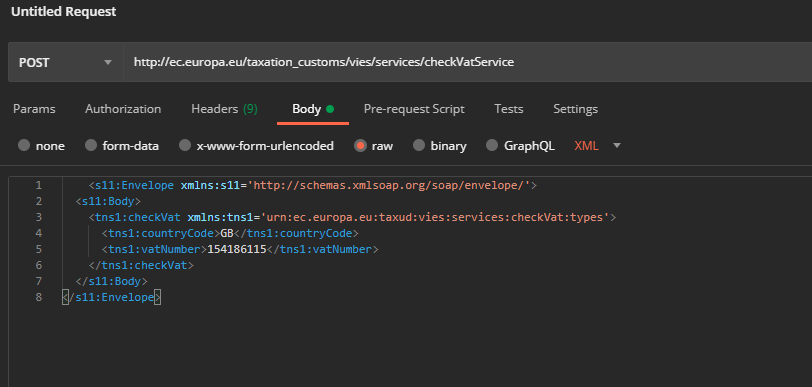 Untitled Request
POST http://ec.europa.eu/taxation_customs/vies/services/checkVatService
Params Authorization Headers (9) Body Pre-request Script Tests Settings
none form-data x-www-form-urlencoded raw binary GraphQL XML
1 <s11:Envelope xmlns:s11='http://schemas.xmlsoap.org/soap/envelope/'>
2 <s11:Body>
3 <tns1:checkVat xmlns:tns1='urn:ec.europa.eu:taxud:vies:services:checkVat:types'>
4 <tns1:countryCode>GB</tns1:countryCode>
5 <tns1:vatNumber>154186115</tns1:vatNumber>
6 </tns1:checkVat>
7 </s11:Body>
8 </s11:Envelope>